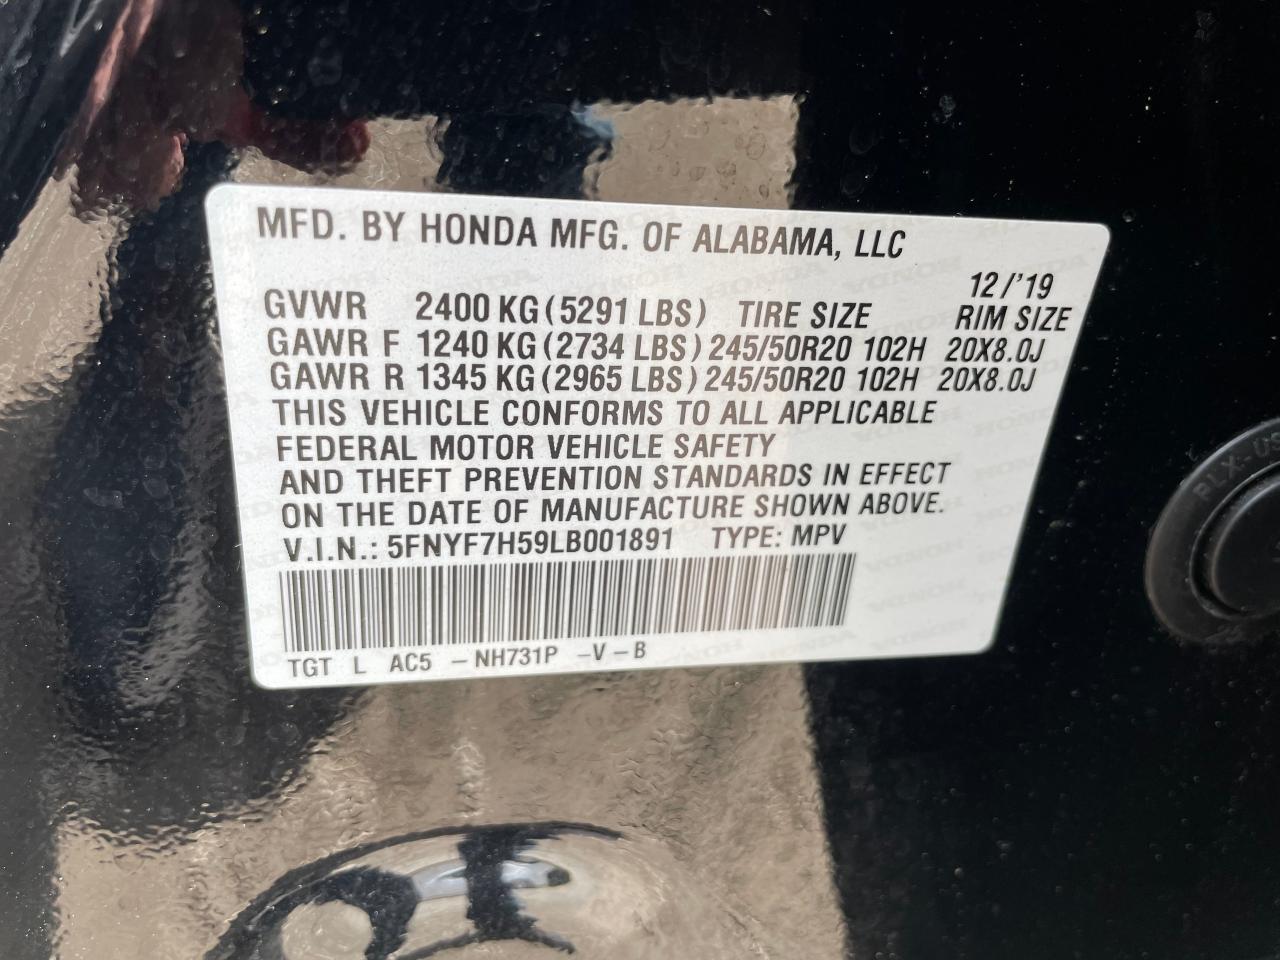 MFD. BY HONDA MFG. OF ALABAMA, LLC
12/'19
GVWR 2400 KG (5291 LBS) TIRE SIZE RIM SIZE
GAWR F 1240 KG (2734 LBS) 245/50R20 102H 20X8.0J
GAWR R 1345 KG (2965 LBS) 245/50R20 102H 20X8.0J
THIS VEHICLE CONFORMS TO ALL APPLICABLE
FEDERAL MOTOR VEHICLE SAFETY
AND THEFT PREVENTION STANDARDS IN EFFECT
ON THE DATE OF MANUFACTURE SHOWN ABOVE.
V.I.N.: 5FNYF7H59LB001891 TYPE: MPV
TGT L AC5 -NH731P -V-B